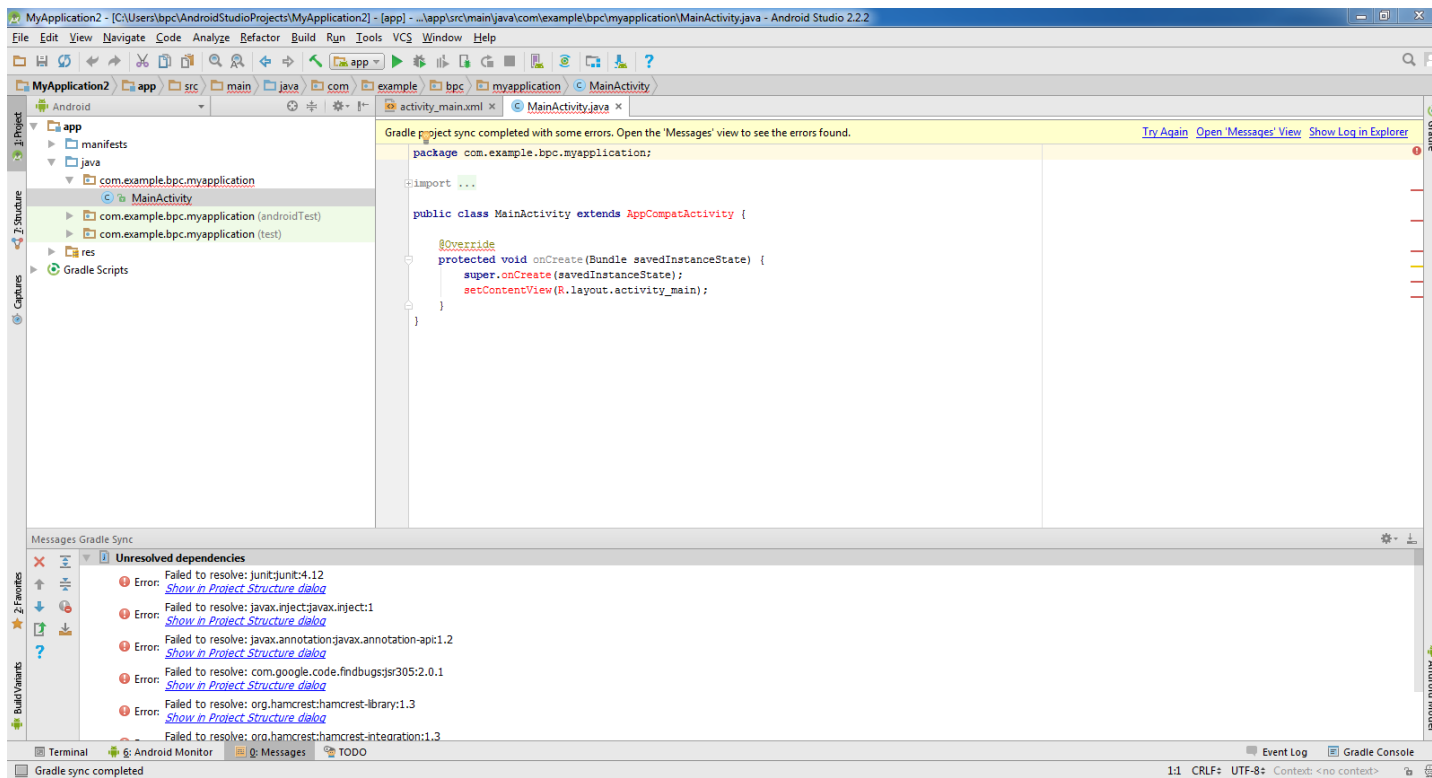 MyApplication2 - [C:\Users\bpc\AndroidStudioProjects\MyApplication2] - [app] - ...\app\src\main\java\com\example\bpc\myapplication\MainActivity.java - Android Studio 2.2.2
File Edit View Navigate Code Analyze Refactor Build Run Tools VCS Window Help
app
MyApplication2 app src main java com example bpc myapplication MainActivity
Android activity_main.xml MainActivity.java
1: Project
Z: Structure
Captures
2: Favorites
Build Variants
app
manifests
java
com.example.bpc.myapplication
MainActivity
com.example.bpc.myapplication (androidTest)
com.example.bpc.myapplication (test)
res
Gradle Scripts
Gradle project sync completed with some errors. Open the 'Messages' view to see the errors found. Try Again Open 'Messages' View Show Log in Explorer
package com.example.bpc.myapplication;
import ...
public class MainActivity extends AppCompatActivity {
@Override
protected void onCreate(Bundle savedInstanceState) {
super.onCreate(savedInstanceState);
setContentView(R.layout.activity_main);
}
}
Gradle
Messages Gradle Sync
Unresolved dependencies
Error: Failed to resolve: junit:junit:4.12
Show in Project Structure dialog
Error: Failed to resolve: javax.inject:javax.inject:1
Show in Project Structure dialog
Error: Failed to resolve: javax.annotation:javax.annotation-api:1.2
Show in Project Structure dialog
Error: Failed to resolve: com.google.code.findbugs:jsr305:2.0.1
Show in Project Structure dialog
Error: Failed to resolve: org.hamcrest:hamcrest-library:1.3
Show in Project Structure dialog
Failed to resolve: org.hamcrest:hamcrest-integration:1.3
Android Model
Terminal 6: Android Monitor 0: Messages TODO Event Log Gradle Console
Gradle sync completed 1:1 CRLF UTF-8 Context: <no context>